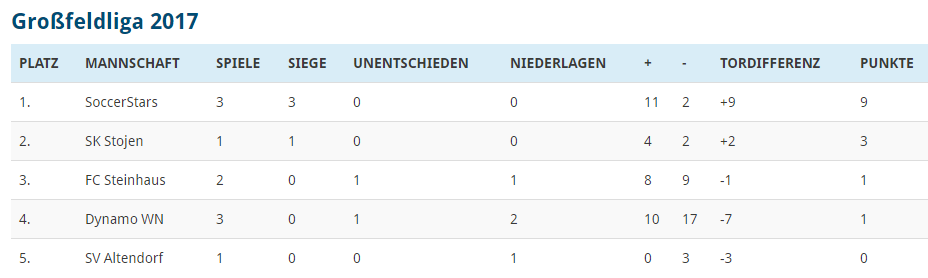 Großfeldliga 2017
PLATZ MANNSCHAFT SPIELE SIEGE UNENTSCHIEDEN NIEDERLAGEN + - TORDIFFERENZ PUNKTE
1. SoccerStars 3 3 0 0 11 2 +9 9
2. SK Stojen 1 1 0 0 4 2 +2 3
3. FC Steinhaus 2 0 1 1 8 9 -1 1
4. Dynamo WN 3 0 1 2 10 17 -7 1
5. SV Altendorf 1 0 0 1 0 3 -3 0